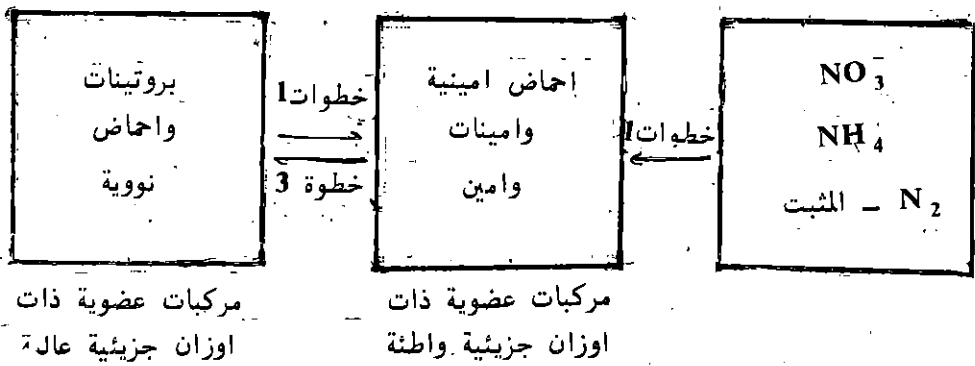 NO3
NH4
N2 – المثبت
خطوات1
احماض امينية
وامينات
وامين
خطوات1
خطوة 3
بروتينات
واحماض
نووية
مركبات عضوية ذات
اوزان جزيئية واطئة
مركبات عضوية ذات
اوزان جزيئية عالية